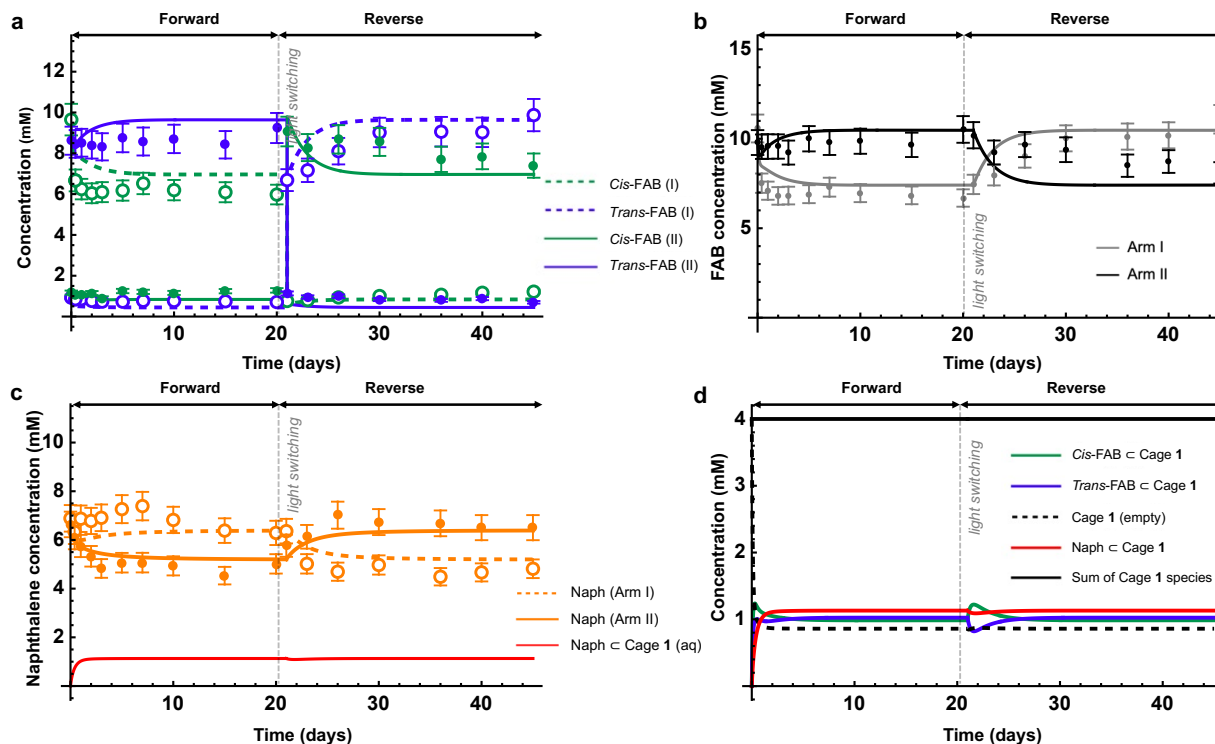 a
Forward
Reverse
Concentration (mM)
12
10
8
6
4
2
light switching
Cis-FAB (I)
Trans-FAB (I)
Cis-FAB (II)
Trans-FAB (II)
10
20
30
40
Time (days)
b
Forward
Reverse
FAB concentration (mM)
15
10
5
light switching
Arm I
Arm II
10
20
30
40
Time (days)
c
Forward
Reverse
Naphthalene concentration (mM)
10
8
6
4
2
light switching
Naph (Arm I)
Naph (Arm II)
Naph ⊂ Cage 1 (aq)
0
10
20
30
40
Time (days)
d
Forward
Reverse
Concentration (mM)
4
3
2
1
light switching
Cis-FAB ⊂ Cage 1
Trans-FAB ⊂ Cage 1
Cage 1 (empty)
Naph ⊂ Cage 1
Sum of Cage 1 species
0
10
20
30
40
Time (days)